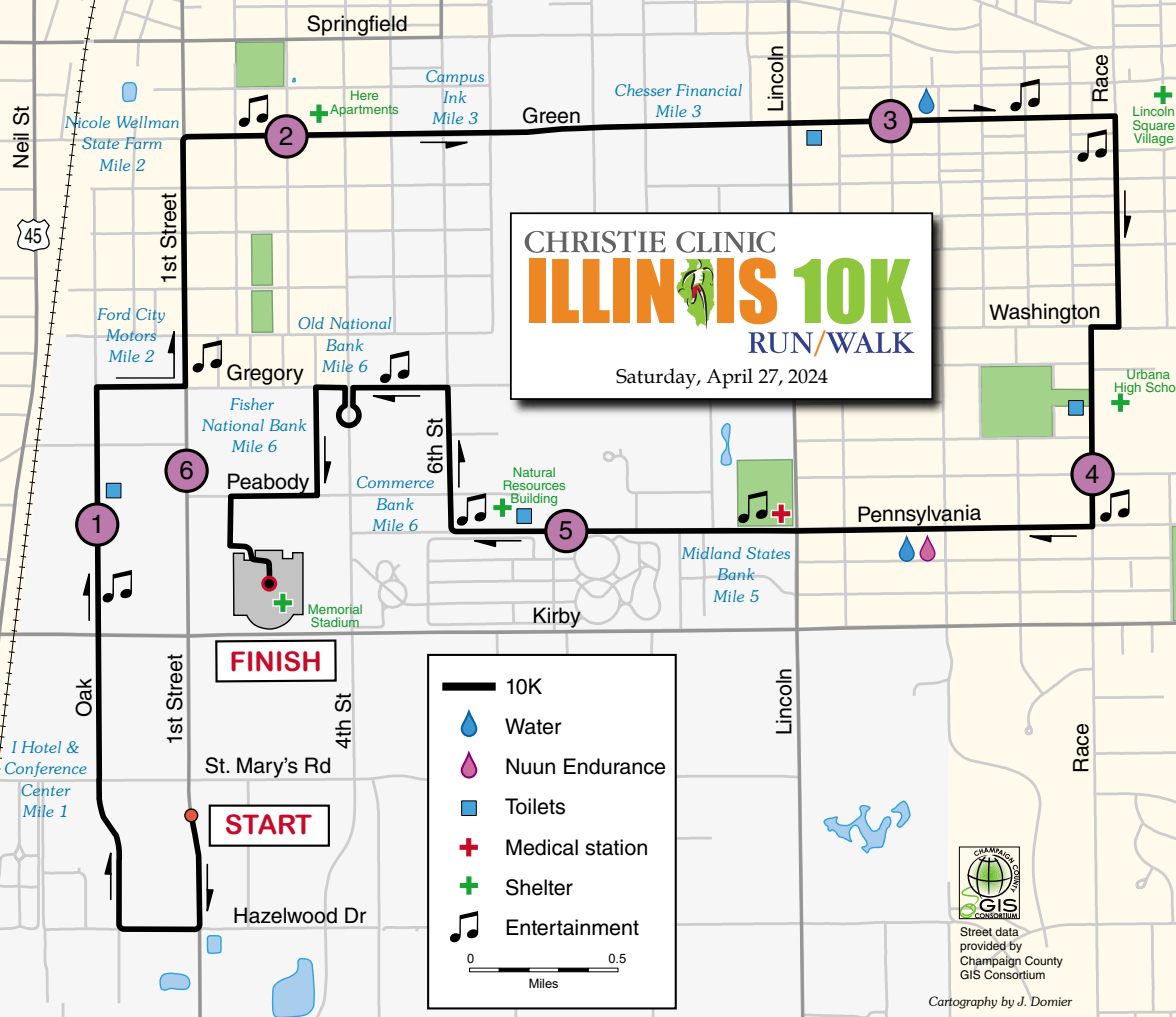 Springfield
Neil St
45
Nicole Wellman
State Farm
Mile 2
Here
Apartments
2
Campus
Ink
Mile 3
Green
Chesser Financial
Mile 3
Lincoln
3
Race
Lincoln
Square
Village
1st Street
CHRISTIE CLINIC
ILLINOIS 10K
RUN/WALK
Saturday, April 27, 2024
Washington
Ford City
Motors
Mile 2
Old National
Bank
Mile 6
Gregory
Fisher
National Bank
Mile 6
6
Peabody
Commerce
Bank
Mile 6
6th St
Natural
Resources
Building
5
Urbana
High Scho
4
Pennsylvania
1
Midland States
Bank
Mile 5
Memorial
Stadium
Kirby
FINISH
Oak
1st Street
4th St
Lincoln
Race
I Hotel &
Conference
Center
Mile 1
St. Mary's Rd
START
Hazelwood Dr
10K
Water
Nuun Endurance
Toilets
Medical station
Shelter
Entertainment
0 0.5
Miles
CHAMPAIGN COUNTY
GIS
CONSORTIUM
Street data
provided by
Champaign County
GIS Consortium
Cartography by J. Domier